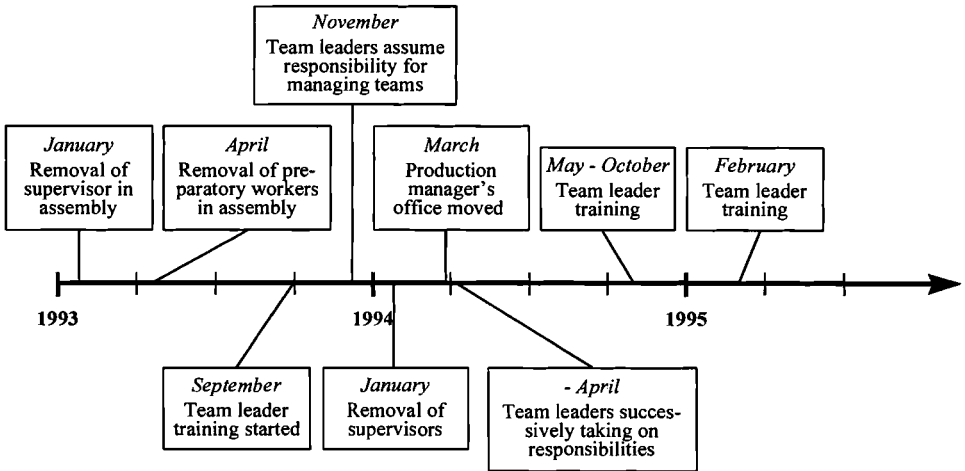 November
Team leaders assume
responsibility for
managing teams
January
Removal of
supervisor in
assembly
April
Removal of pre-
paratory workers
in assembly
March
Production
manager's
office moved
May - October
Team leader
training
February
Team leader
training
1993
1994
1995
September
Team leader
training started
January
Removal of
supervisors
- April
Team leaders succes-
sively taking on
responsibilities